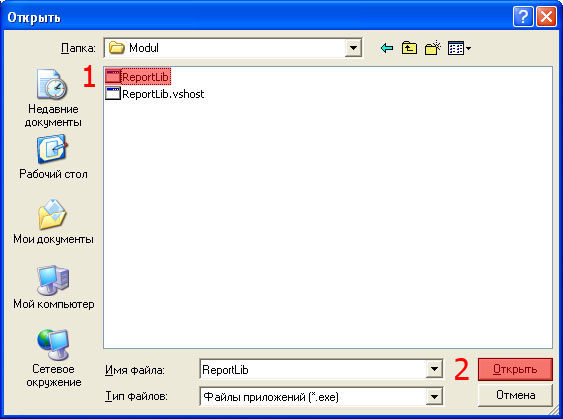 Открыть
Папка: Modul
1
ReportLib
ReportLib.vshost
Недавние
документы
Рабочий стол
Мои документы
Мой компьютер
Сетевое
окружение
Имя файла: ReportLib
2
Открыть
Тип файлов: Файлы приложений (*.exe)
Отмена